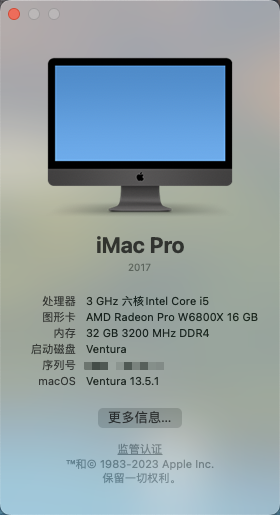 iMac Pro
2017
处理器 3 GHz 六核Intel Core i5
图形卡 AMD Radeon Pro W6800X 16 GB
内存 32 GB 3200 MHz DDR4
启动磁盘 Ventura
序列号
macOS Ventura 13.5.1
更多信息...
监管认证
™和© 1983-2023 Apple Inc.
保留一切权利。